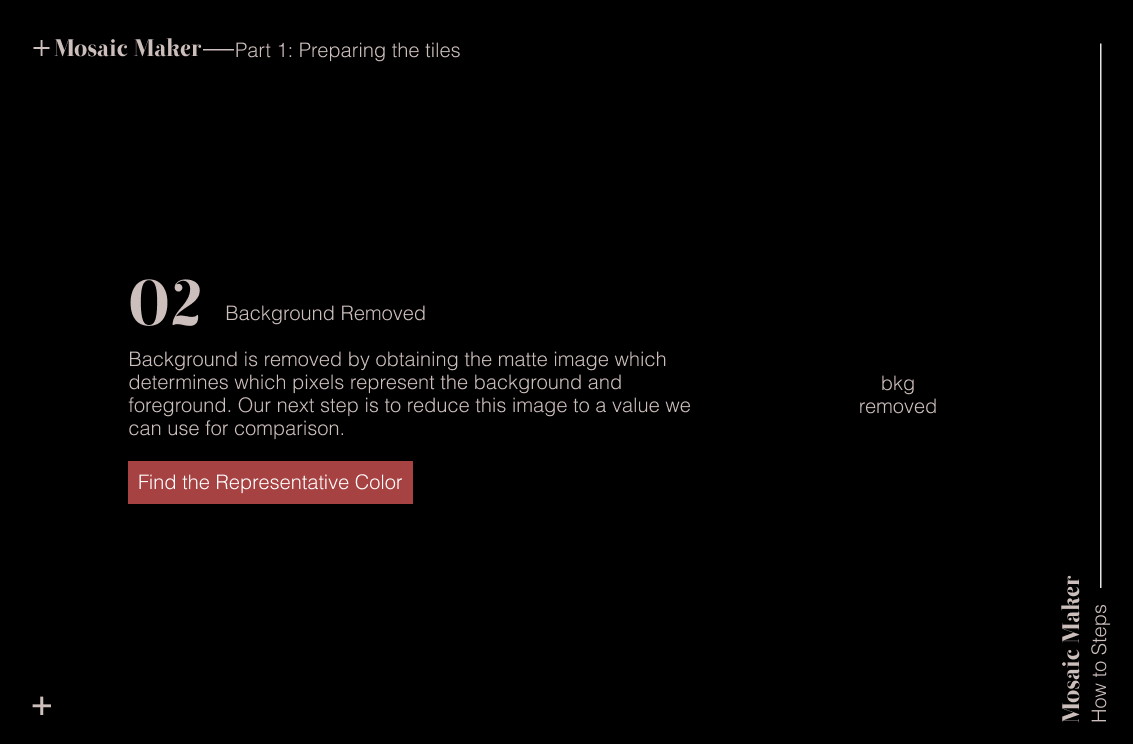 + Mosaic Maker — Part 1: Preparing the tiles
02 Background Removed
Background is removed by obtaining the matte image which
determines which pixels represent the background and
foreground. Our next step is to reduce this image to a value we
can use for comparison.
Find the Representative Color
bkg
removed
Mosaic Maker
How to Steps
+